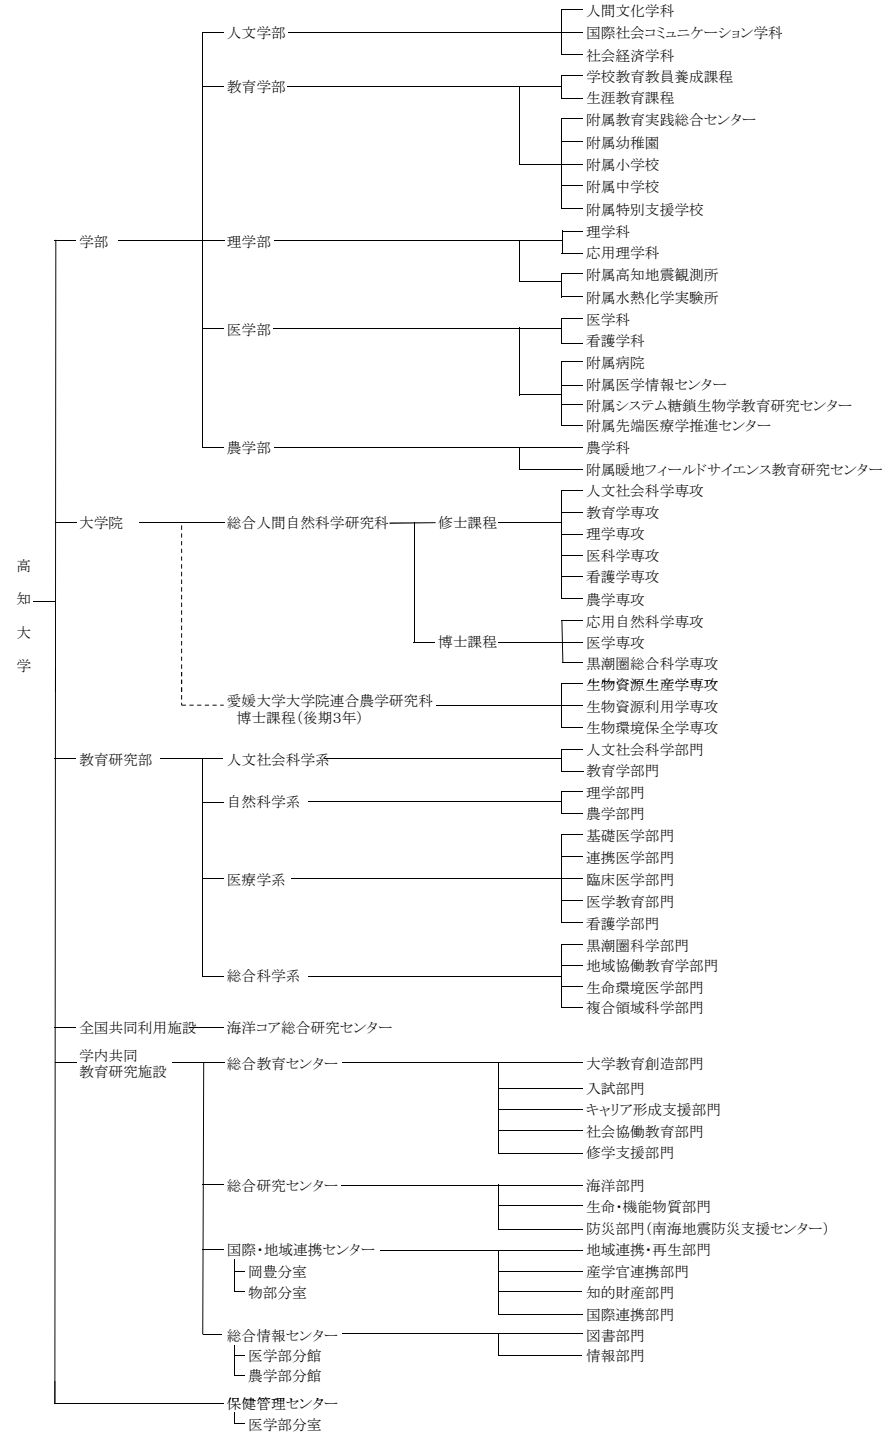 高知大学
学部
人文学部
人間文化学科
国際社会コミュニケーション学科
社会経済学科
教育学部
学校教育教員養成課程
生涯教育課程
附属教育実践総合センター
附属幼稚園
附属小学校
附属中学校
附属特別支援学校
理学部
理学科
応用理学科
附属高知地震観測所
附属水熱化学実験所
医学部
医学科
看護学科
附属病院
附属医学情報センター
附属システム糖鎖生物学教育研究センター
附属先端医療学推進センター
農学部
農学科
附属暖地フィールドサイエンス教育研究センター
大学院
総合人間自然科学研究科
修士課程
人文社会科学専攻
教育学専攻
理学専攻
医科学専攻
看護学専攻
農学専攻
博士課程
応用自然科学専攻
医学専攻
黒潮圏総合科学専攻
愛媛大学大学院連合農学研究科
博士課程(後期3年)
生物資源生産学専攻
生物資源利用学専攻
生物環境保全学専攻
教育研究部
人文社会科学系
人文社会科学部門
教育学部門
自然科学系
理学部門
農学部門
医療学系
基礎医学部門
連携医学部門
臨床医学部門
医学教育部門
看護学部門
総合科学系
黒潮圏科学部門
地域協働教育学部門
生命環境医学部門
複合領域科学部門
全国共同利用施設
海洋コア総合研究センター
学内共同
教育研究施設
総合教育センター
大学教育創造部門
入試部門
キャリア形成支援部門
社会協働教育部門
修学支援部門
総合研究センター
海洋部門
生命・機能物質部門
防災部門(南海地震防災支援センター)
国際・地域連携センター
岡豊分室
物部分室
地域連携・再生部門
産学官連携部門
知的財産部門
国際連携部門
総合情報センター
医学部分館
農学部分館
図書部門
情報部門
保健管理センター
医学部分室